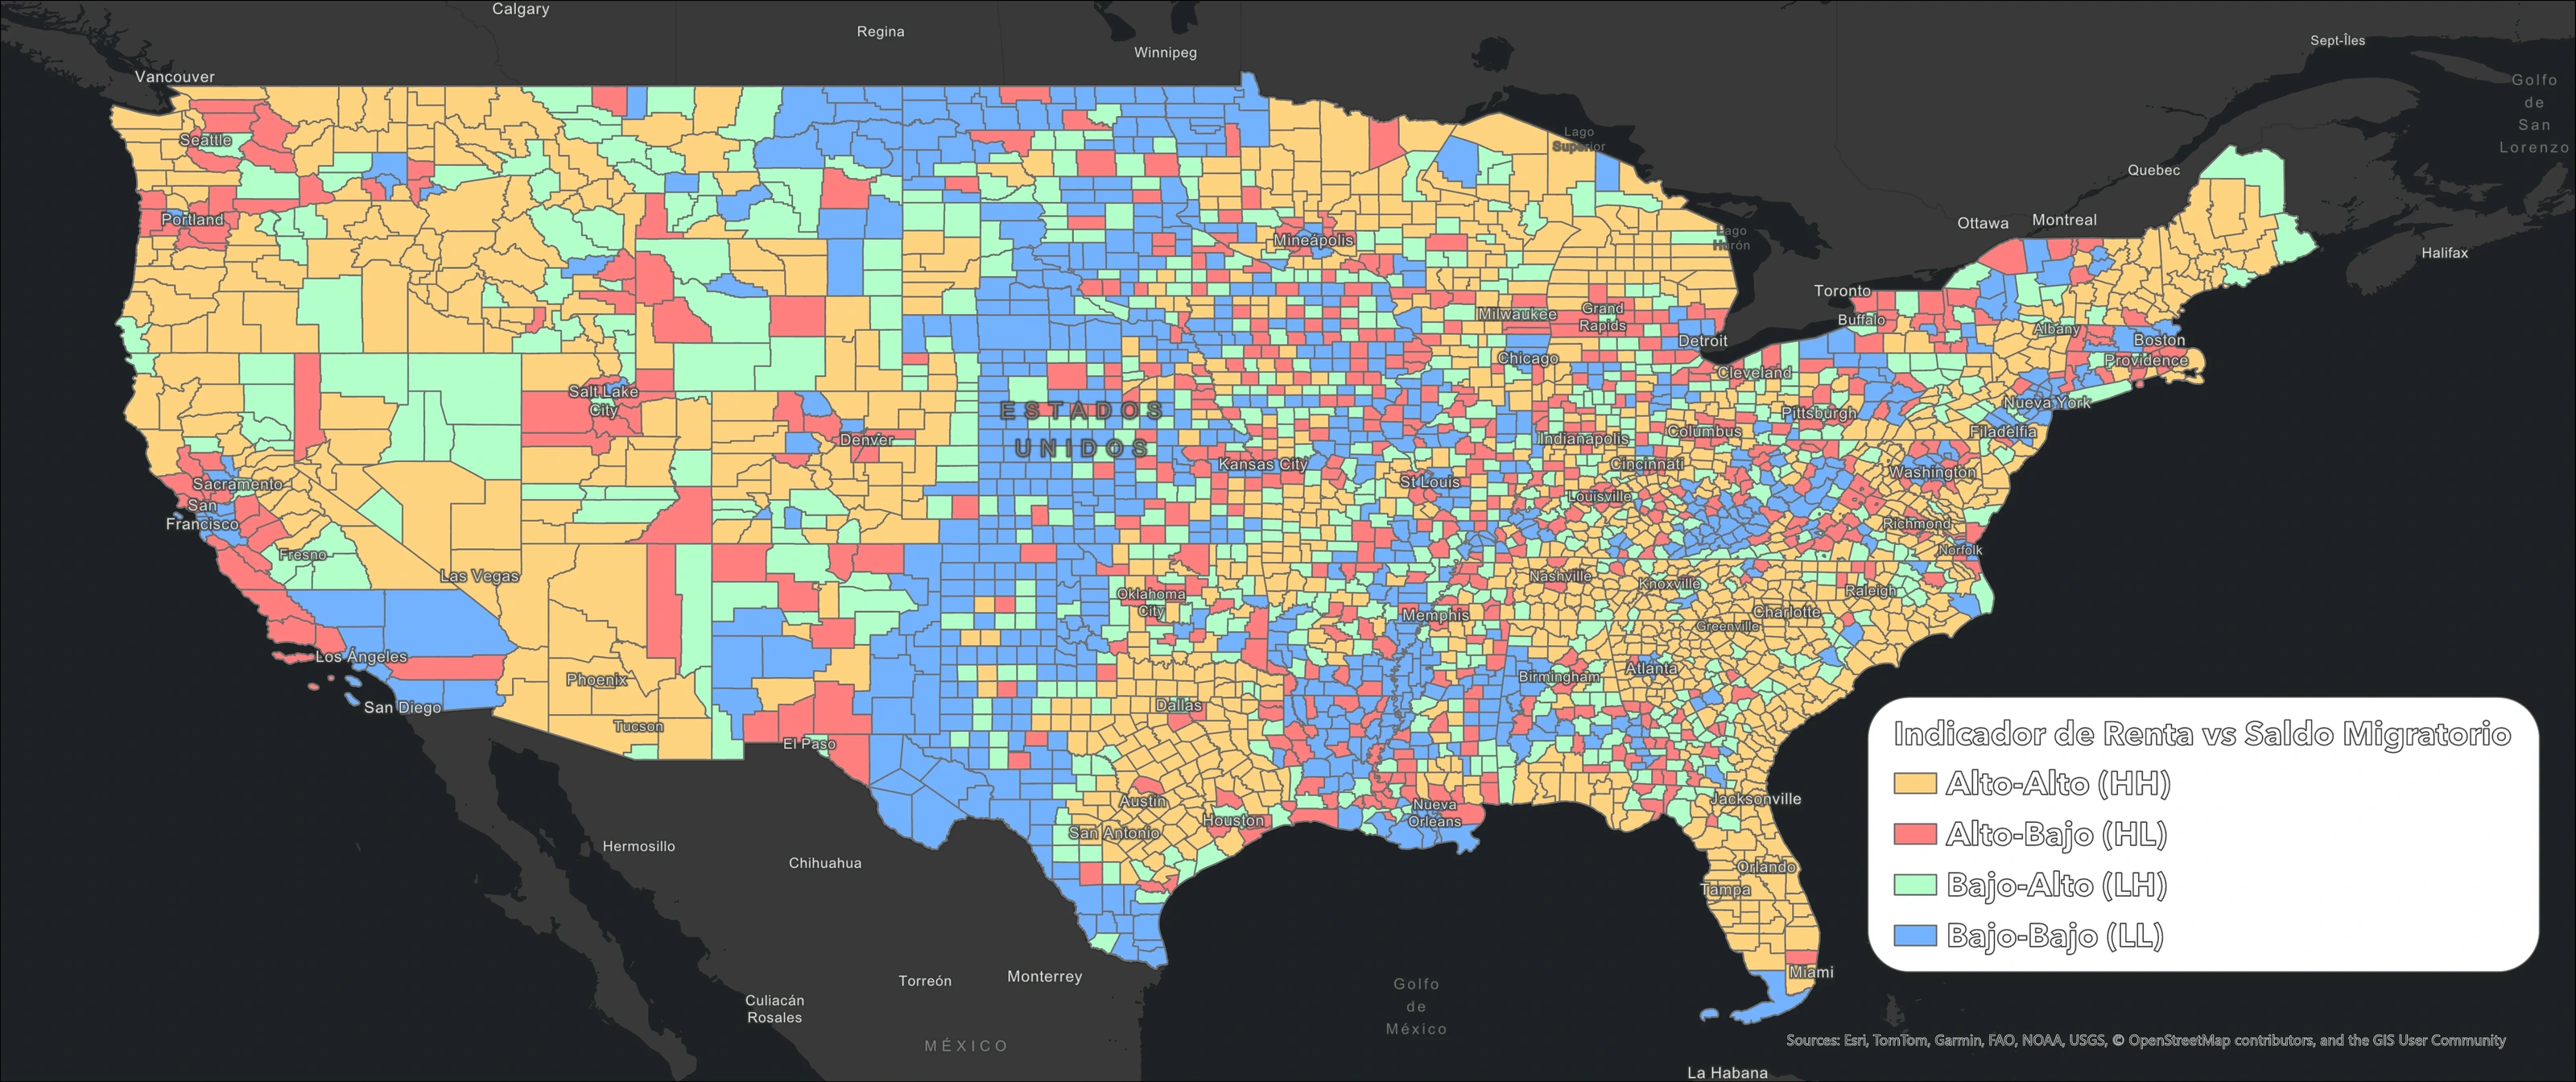 Calgary
Regina
Winnipeg
Sept-Îles
Vancouver
Golfo
de
San
Lorenzo
Lago
Superior
Seattle
Quebec
Portland
Ottawa
Montreal
Mineápolis
Lago
Hurón
Halifax
Toronto
Milwaukee
Grand
Rapids
Buffalo
Albany
Detroit
Boston
Chicago
Providence
Cleveland
Salt Lake
City
Nueva York
ESTADOS
UNIDOS
Pittsburgh
Denver
Indianapolis
Columbus
Filadelfia
Kansas City
Cincinnati
Washington
Sacramento
St Louis
Louisville
San
Francisco
Richmond
Fresno
Norfolk
Las Vegas
Nashville
Knoxville
Oklahoma
City
Raleigh
Memphis
Charlotte
Greenville
Los Ángeles
Phoenix
Birmingham
Atlanta
San Diego
Dallas
Tucson
El Paso
Austin
Jacksonville
Nueva
Orleans
San Antonio
Houston
Hermosillo
Chihuahua
Orlando
Tampa
Miami
Torreón
Monterrey
Culiacán
Rosales
Golfo
de
México
MÉXICO
La Habana
Indicador de Renta vs Saldo Migratorio
Alto-Alto (HH)
Alto-Bajo (HL)
Bajo-Alto (LH)
Bajo-Bajo (LL)
Sources: Esri, TomTom, Garmin, FAO, NOAA, USGS, © OpenStreetMap contributors, and the GIS User Community